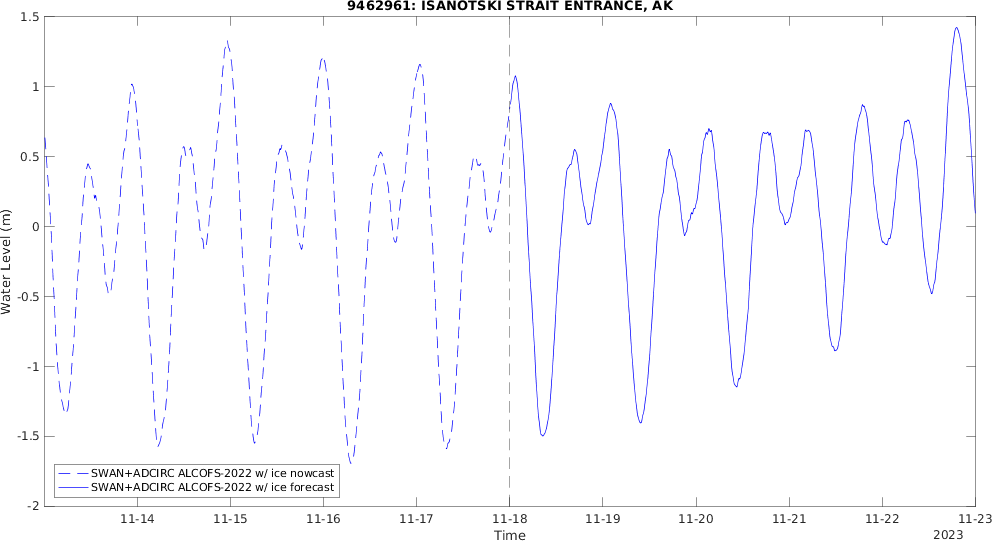 9462961: ISANOTSKI STRAIT ENTRANCE, AK
1.5
1
0.5
0
-0.5
-1
-1.5
-2
Water Level (m)
SWAN+ADCIRC ALCOFS-2022 w/ ice nowcast
SWAN+ADCIRC ALCOFS-2022 w/ ice forecast
11-14 11-15 11-16 11-17 11-18 11-19 11-20 11-21 11-22 11-23
Time
2023